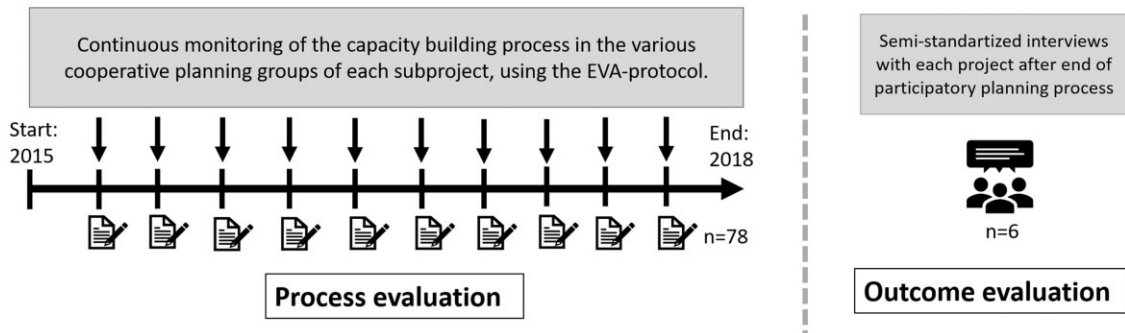 Continuous monitoring of the capacity building process in the various
cooperative planning groups of each subproject, using the EVA-protocol.
Start:
2015
End:
2018
n=78
Process evaluation
Semi-standartized interviews
with each project after end of
participatory planning process
n=6
Outcome evaluation